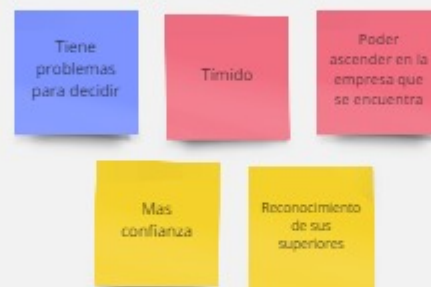 Tiene
problemas
para decidir
Timido
Poder
ascender en la
empresa que
se encuentra
Mas
confianza
Reconocimiento
de sus
superiores